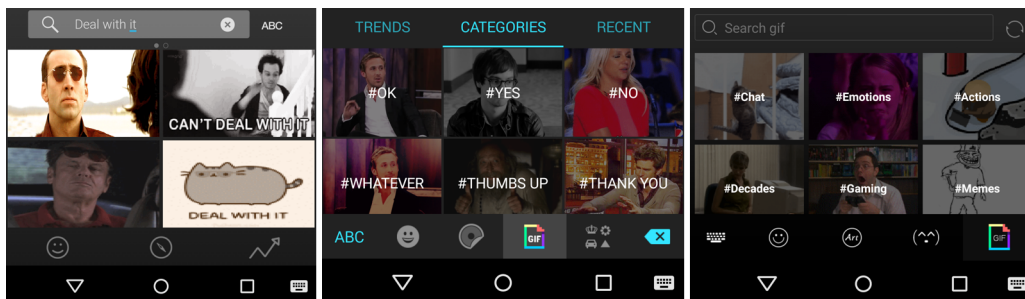 Deal with it
ABC
CAN'T DEAL WITH IT
DEAL WITH IT
TRENDS CATEGORIES RECENT
#OK #YES #NO
#WHATEVER #THUMBS UP #THANK YOU
ABC
GIF
Search gif
#Chat #Emotions #Actions
#Decades #Gaming #Memes
Art
(^.^)
GIF